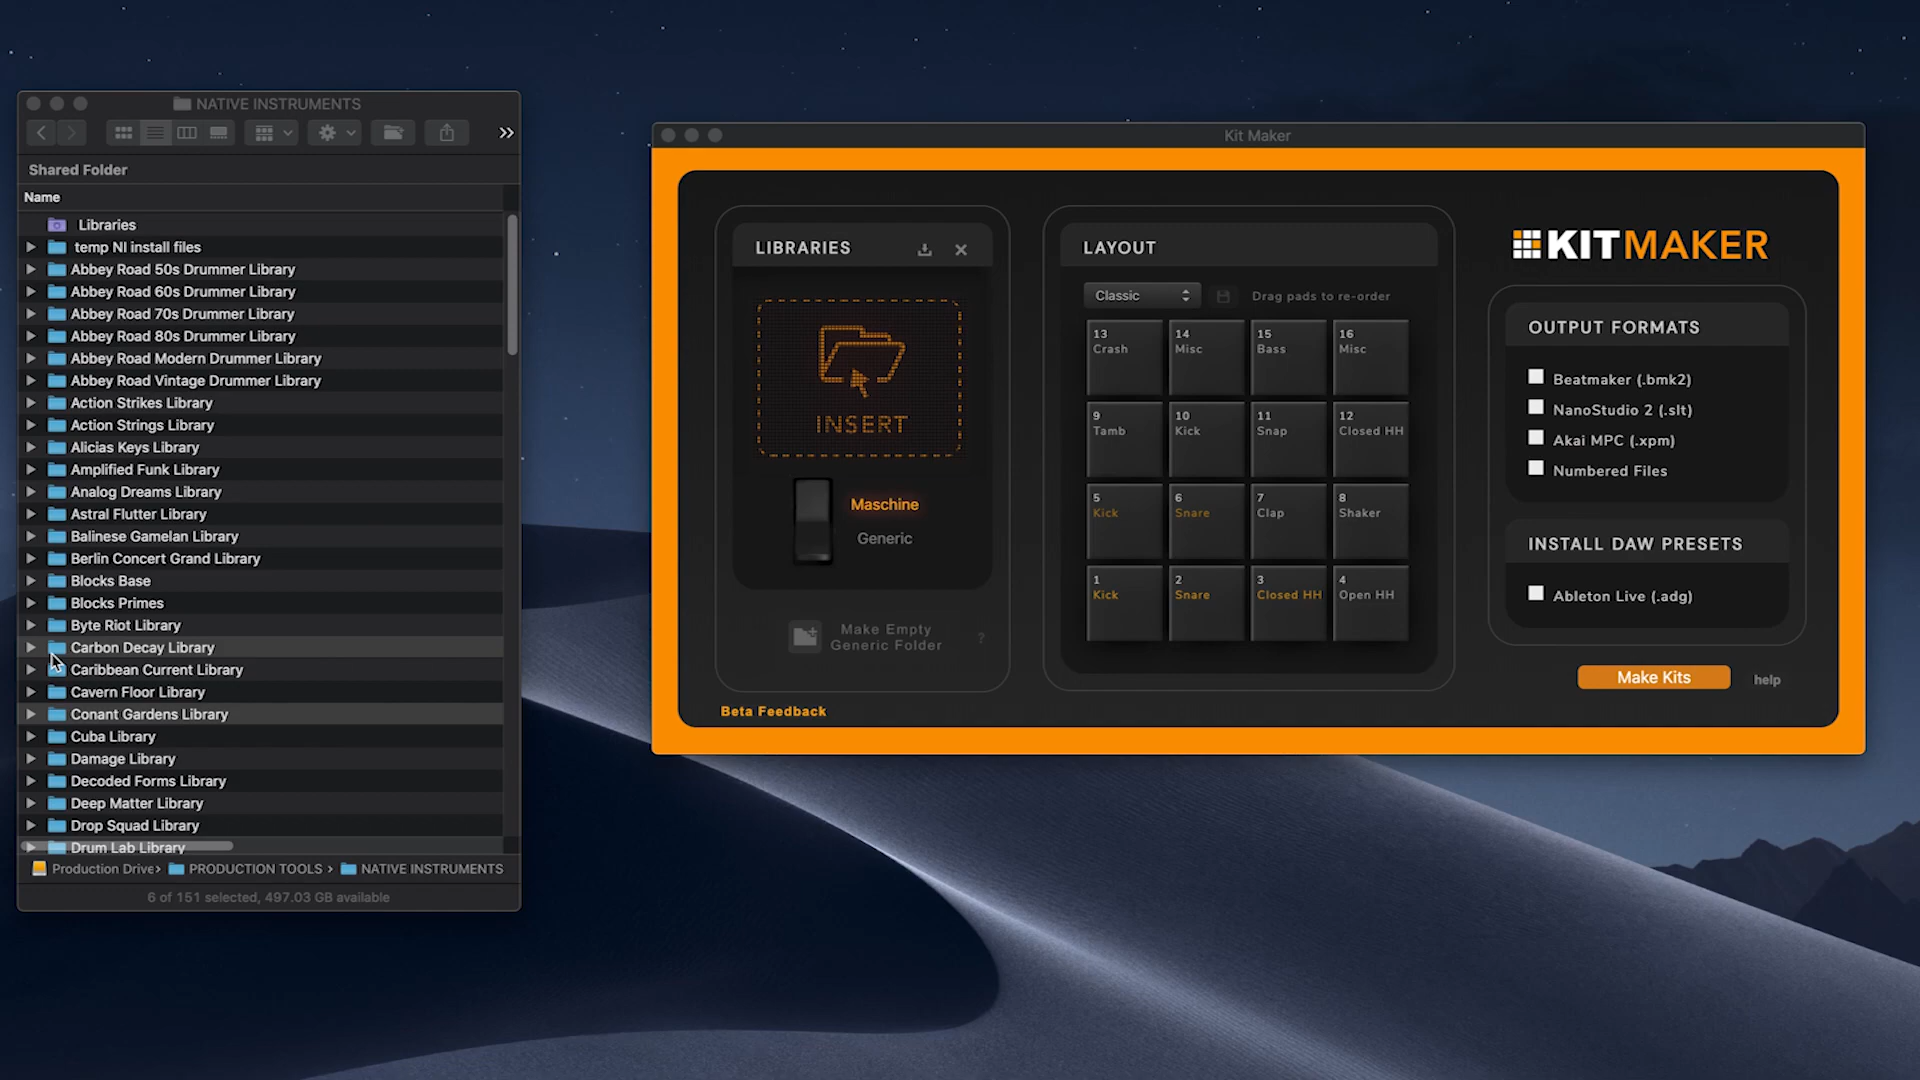 NATIVE INSTRUMENTS
Shared Folder
Name
Libraries
temp NI install files
Abbey Road 50s Drummer Library
Abbey Road 60s Drummer Library
Abbey Road 70s Drummer Library
Abbey Road 80s Drummer Library
Abbey Road Modern Drummer Library
Abbey Road Vintage Drummer Library
Action Strikes Library
Action Strings Library
Alicias Keys Library
Amplified Funk Library
Analog Dreams Library
Astral Flutter Library
Balinese Gamelan Library
Berlin Concert Grand Library
Blocks Base
Blocks Primes
Byte Riot Library
Carbon Decay Library
Caribbean Current Library
Cavern Floor Library
Conant Gardens Library
Cuba Library
Damage Library
Decoded Forms Library
Deep Matter Library
Drop Squad Library
Drum Lab Library
Production Drive › PRODUCTION TOOLS › NATIVE INSTRUMENTS
6 of 151 selected, 497.03 GB available
Kit Maker
LIBRARIES
INSERT
Maschine
Generic
Make Empty
Generic Folder
?
Beta Feedback
LAYOUT
Classic
Drag pads to re-order
13 14 15 16
Crash Misc Bass Misc
9 10 11 12
Tamb Kick Snap Closed HH
5 6 7 8
Kick Snare Clap Shaker
1 2 3 4
Kick Snare Closed HH Open HH
KITMAKER
OUTPUT FORMATS
Beatmaker (.bmk2)
NanoStudio 2 (.slt)
Akai MPC (.xpm)
Numbered Files
INSTALL DAW PRESETS
Ableton Live (.adg)
Make Kits
help